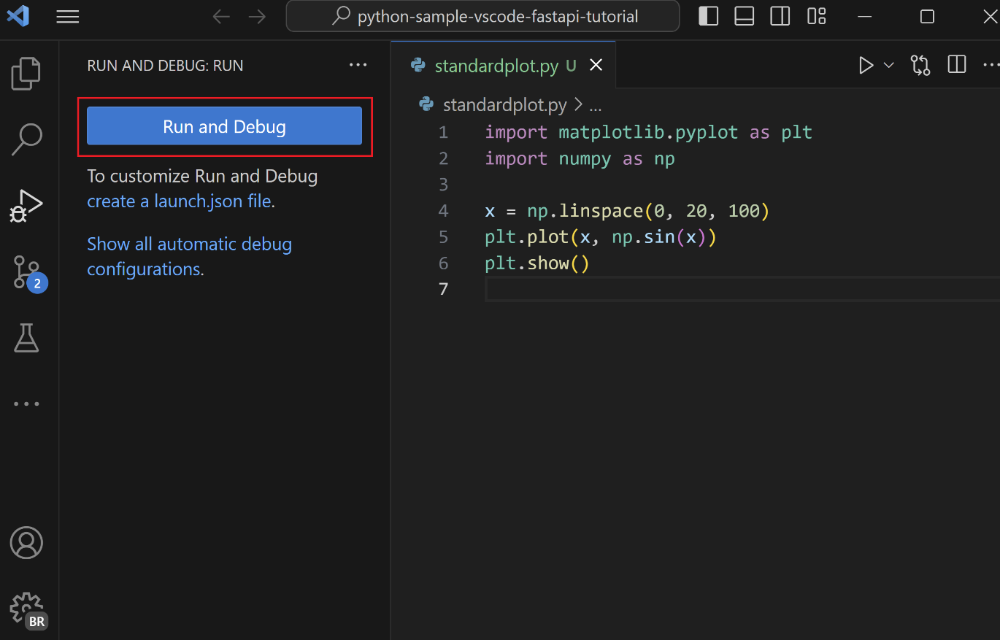 python-sample-vscode-fastapi-tutorial
RUN AND DEBUG: RUN
Run and Debug
To customize Run and Debug
create a launch.json file.
Show all automatic debug
configurations.
2
BR
standardplot.py U
standardplot.py > ...
1 import matplotlib.pyplot as plt
2 import numpy as np
3
4 x = np.linspace(0, 20, 100)
5 plt.plot(x, np.sin(x))
6 plt.show()
7